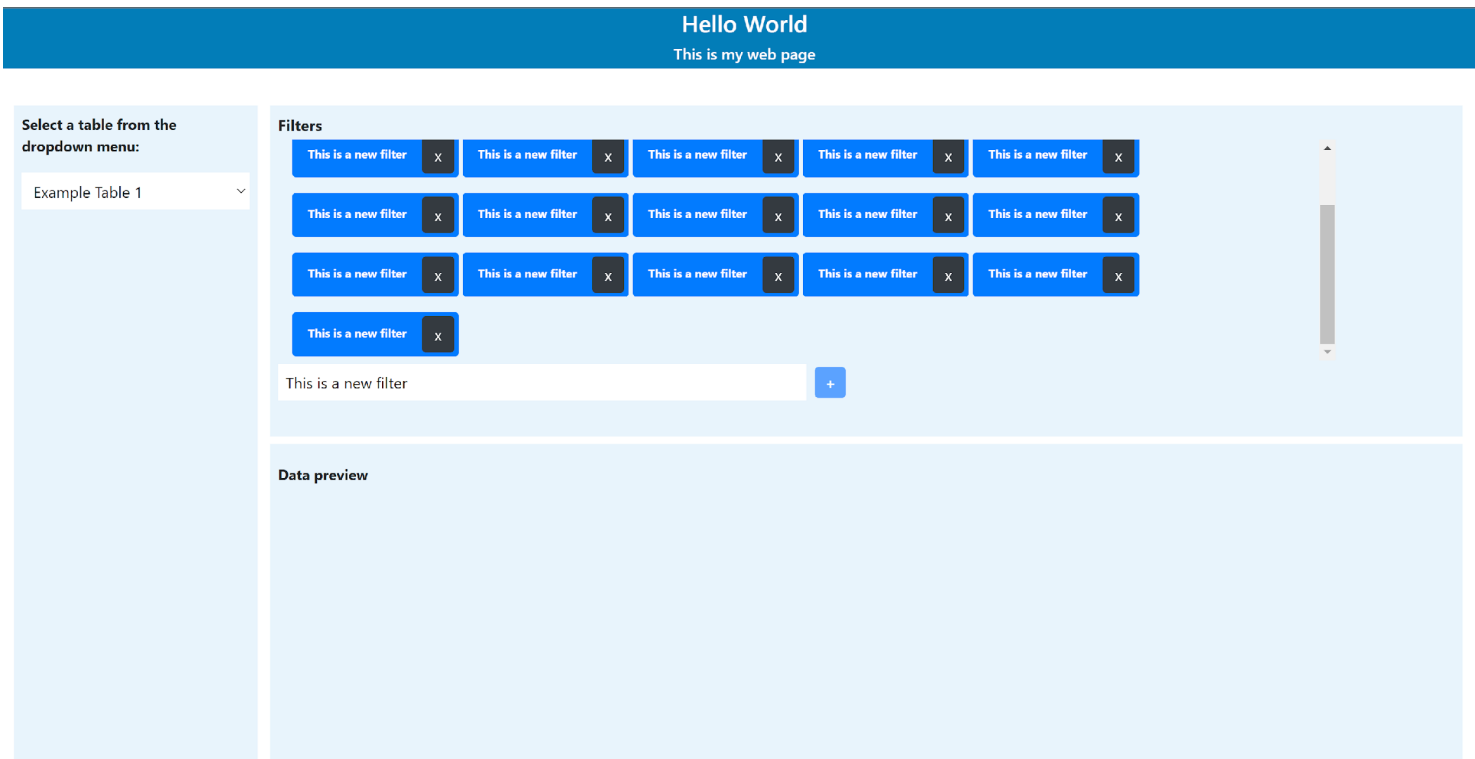 Hello World
This is my web page
Select a table from the
dropdown menu:
Example Table 1
Filters
This is a new filter x This is a new filter x This is a new filter x This is a new filter x This is a new filter x
This is a new filter x This is a new filter x This is a new filter x This is a new filter x This is a new filter x
This is a new filter x This is a new filter x This is a new filter x This is a new filter x This is a new filter x
This is a new filter x
This is a new filter +
Data preview